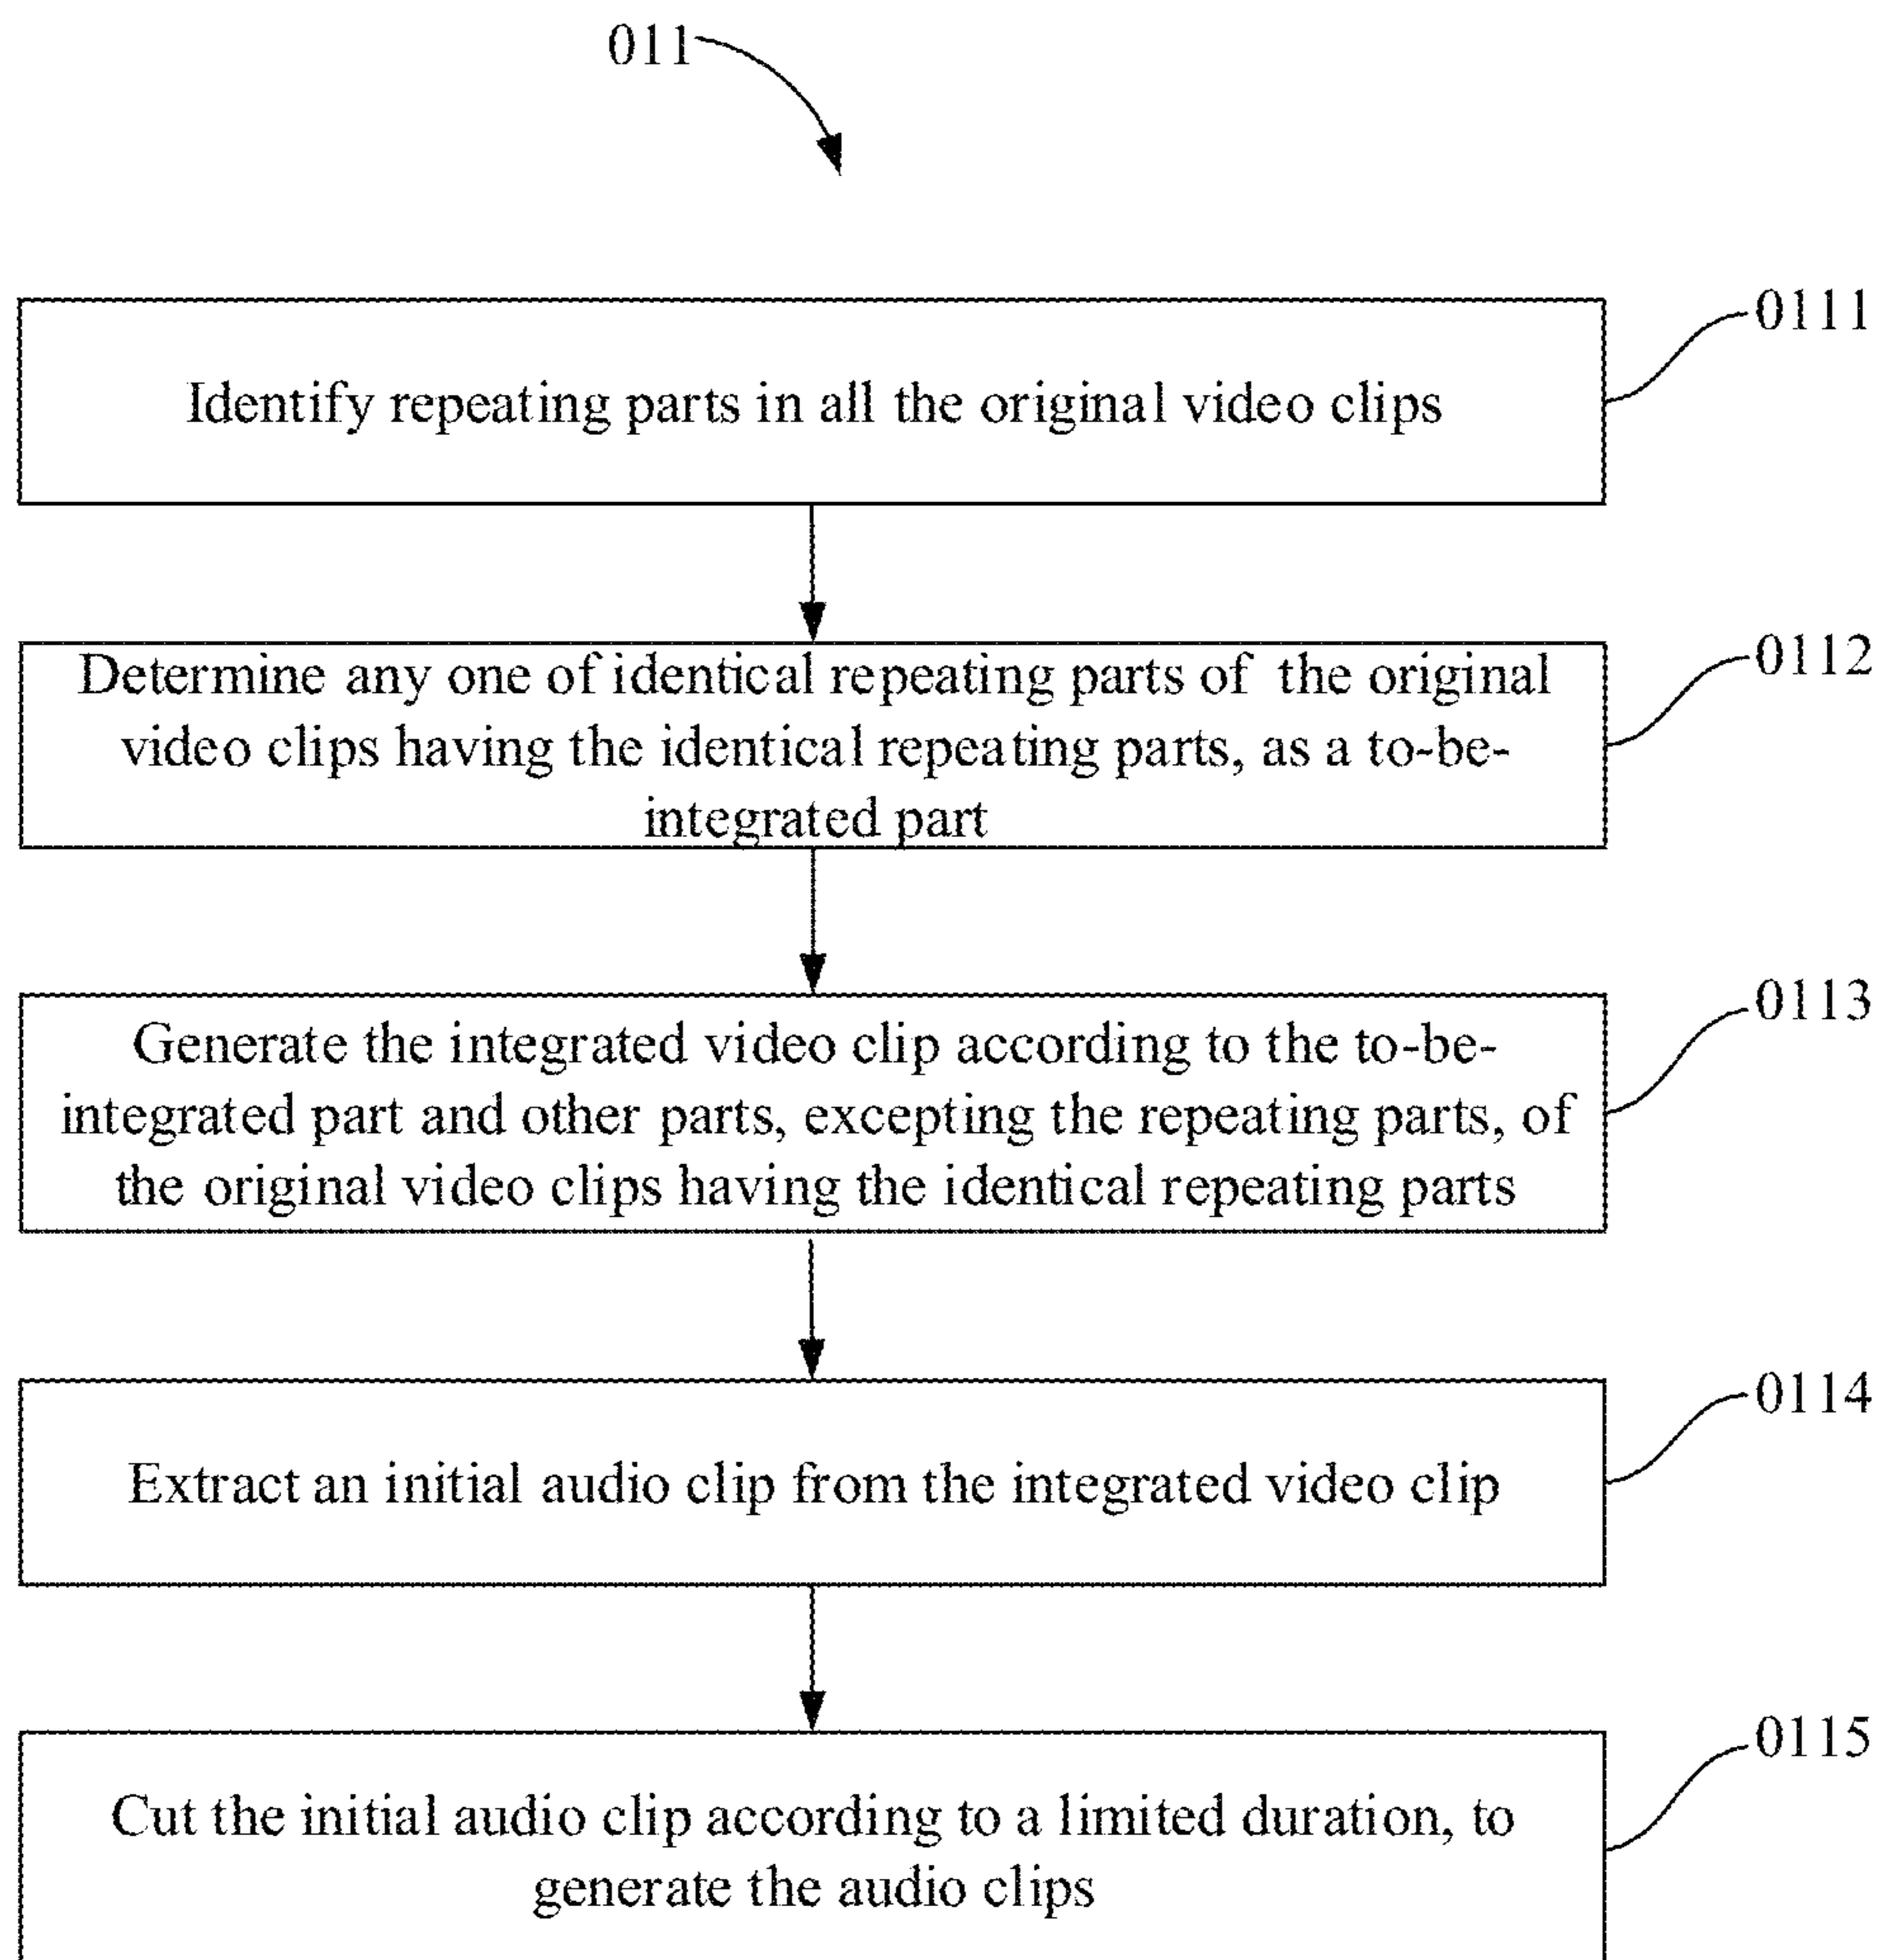 011
0111
Identify repeating parts in all the original video clips
0112
Determine any one of identical repeating parts of the original
video clips having the identical repeating parts, as a to-be-
integrated part
0113
Generate the integrated video clip according to the to-be-
integrated part and other parts, excepting the repeating parts, of
the original video clips having the identical repeating parts
0114
Extract an initial audio clip from the integrated video clip
0115
Cut the initial audio clip according to a limited duration, to
generate the audio clips